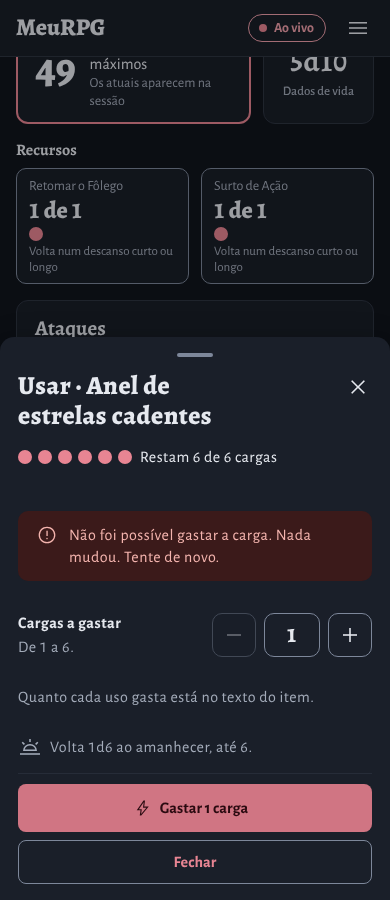 MeuRPG
Ao vivo
49
máximos
Os atuais aparecem na
sessão
5d10
Dados de vida
Recursos
Retomar o Fôlego
1 de 1
Volta num descanso curto ou
longo
Surto de Ação
1 de 1
Volta num descanso curto ou
longo
Ataques
Usar · Anel de
estrelas cadentes
Restam 6 de 6 cargas
Não foi possível gastar a carga. Nada
mudou. Tente de novo.
Cargas a gastar
De 1 a 6.
1
Quanto cada uso gasta está no texto do item.
Volta 1d6 ao amanhecer, até 6.
Gastar 1 carga
Fechar